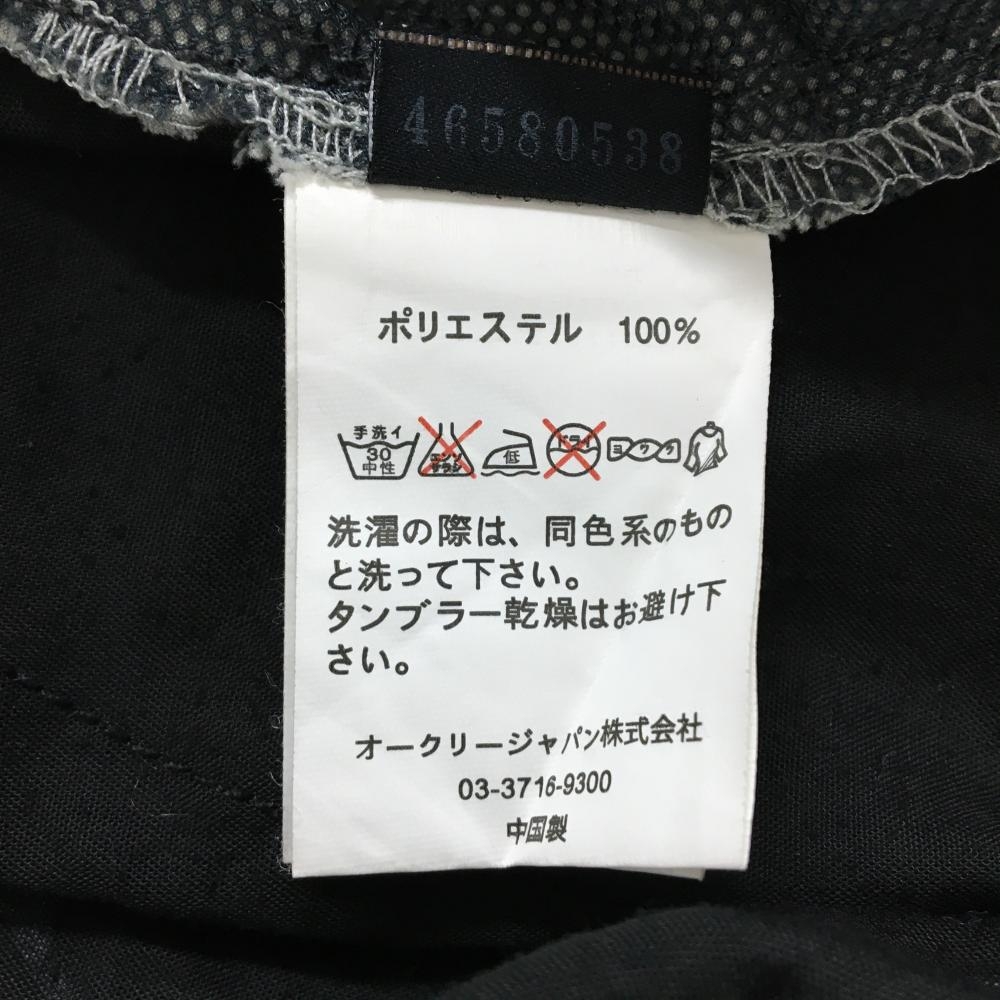 46580538
ポリエステル 100%
手洗イ
30
中性
エンソ
サラシ
低
ドライ
ヨワク
洗濯の際は、同色系のもの
と洗って下さい。
タンブラー乾燥はお避け下
さい。
オークリージャパン株式会社
03-3716-9300
中国製